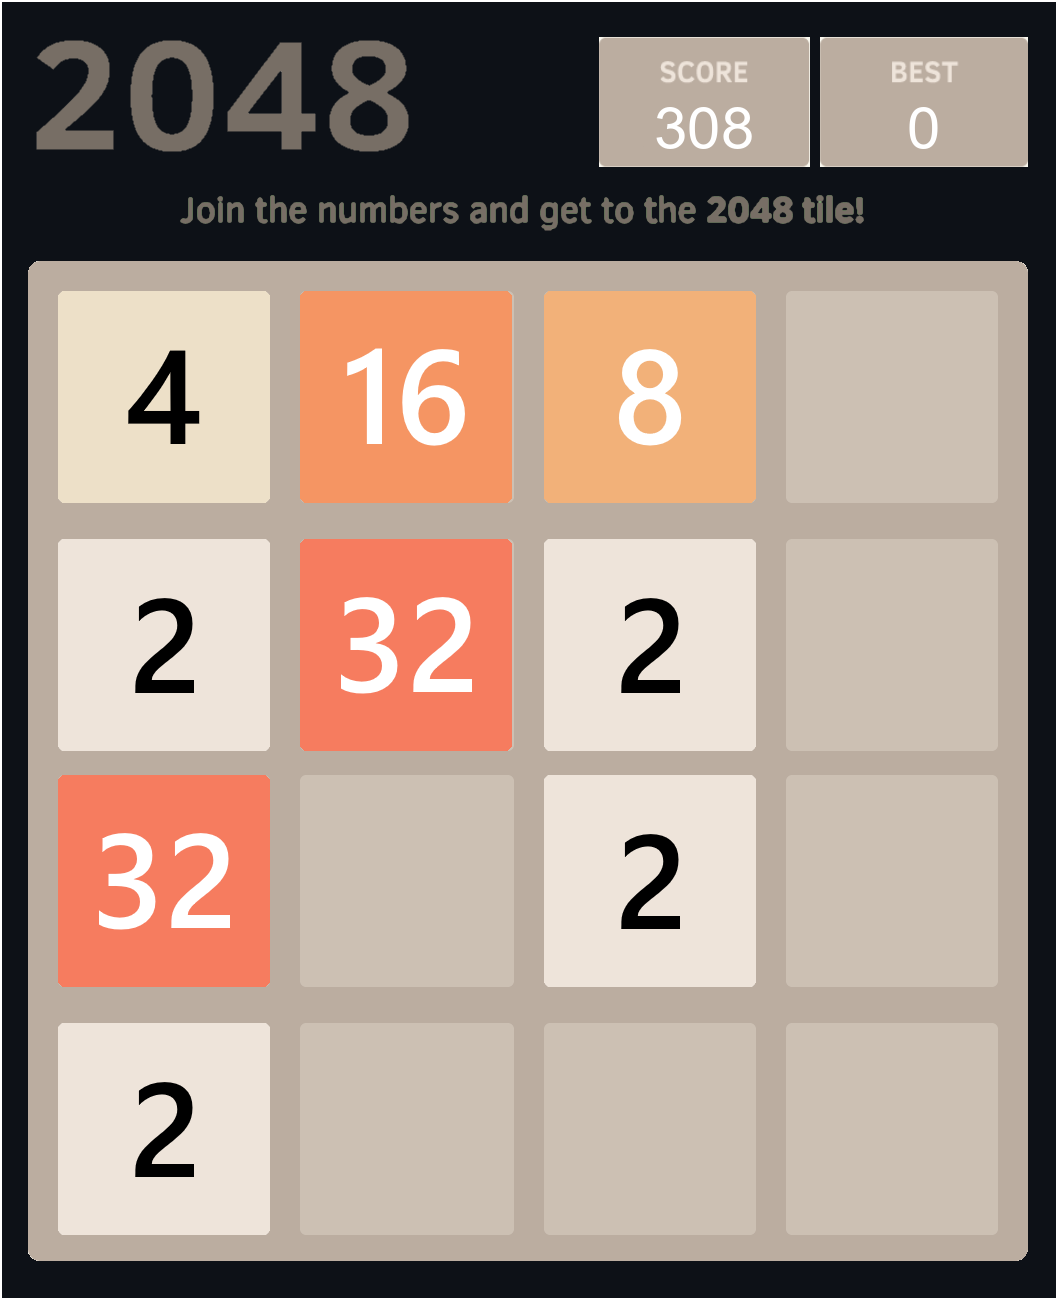 2048
SCORE BEST
308 0
Join the numbers and get to the 2048 tile!
4 16 8
2 32 2
32 2
2